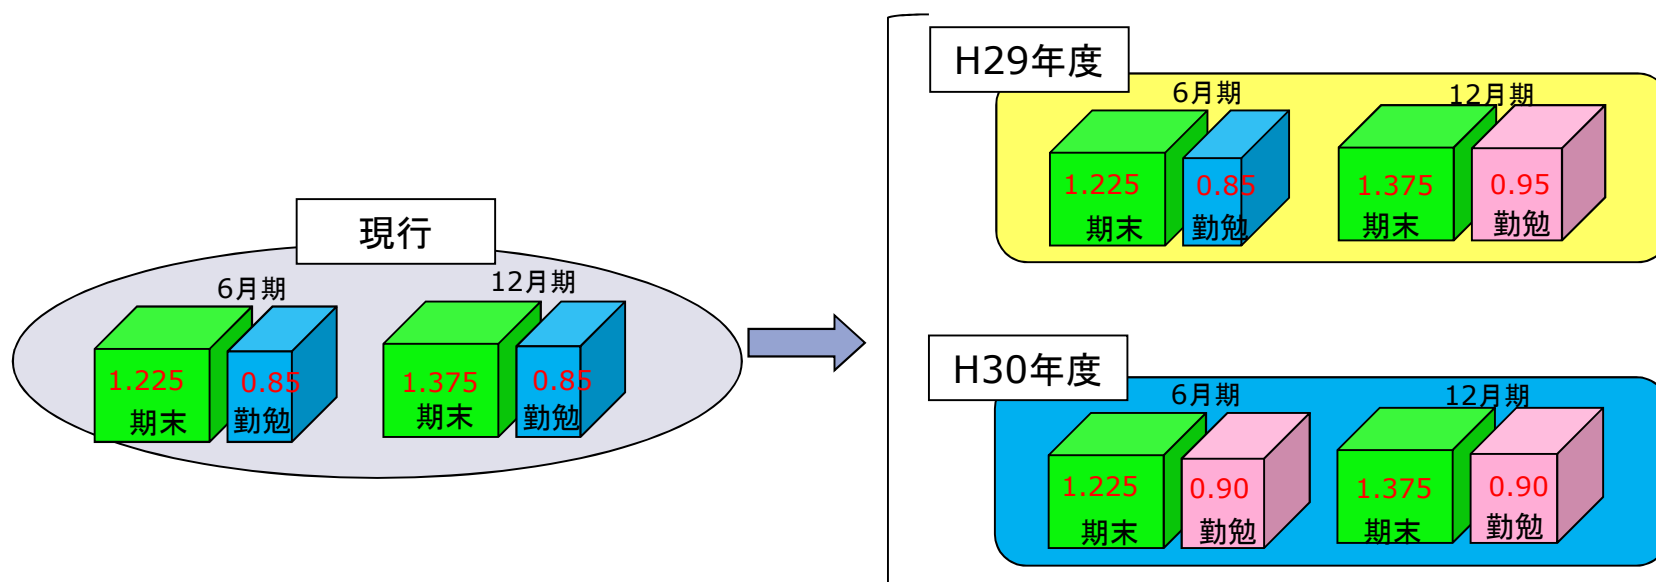 現行
6月期
12月期
1.225
0.85
1.375
0.85
期末
勤勉
期末
勤勉
H29年度
6月期
12月期
1.225
0.85
1.375
0.95
期末
勤勉
期末
勤勉
H30年度
6月期
12月期
1.225
0.90
1.375
0.90
期末
勤勉
期末
勤勉